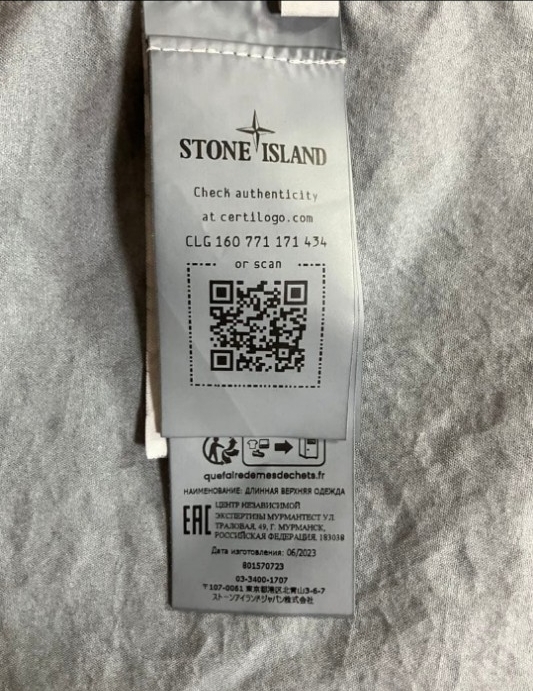 STONE ISLAND
Check authenticity
at certilogo.com
CLG 160 771 171 434
or scan
quefairedemesdechets.fr
НАИМЕНОВАНИЕ: ДЛИННАЯ ВЕРХНЯЯ ОДЕЖДА
EAC
ЦЕНТР НЕЗАВИСИМОЙ
ЭКСПЕРТИЗЫ МУРМАНТЕСТ УЛ.
ТРАЛОВАЯ, 49, Г. МУРМАНСК,
РОССИЙСКАЯ ФЕДЕРАЦИЯ, 183038
Дата изготовления: 06/2023
801570723
03-3400-1707
〒107-0061 東京都港区北青山3-6-7
ストーンアイランドジャパン株式会社